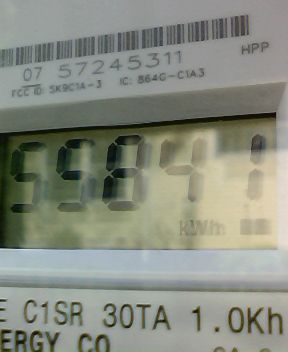 07 57245311
HPP
FCC ID: SK9C1A-3 IC: 864G-C1A3
55841
kWh
C1SR 30TA 1.0Kh
ERGY CO